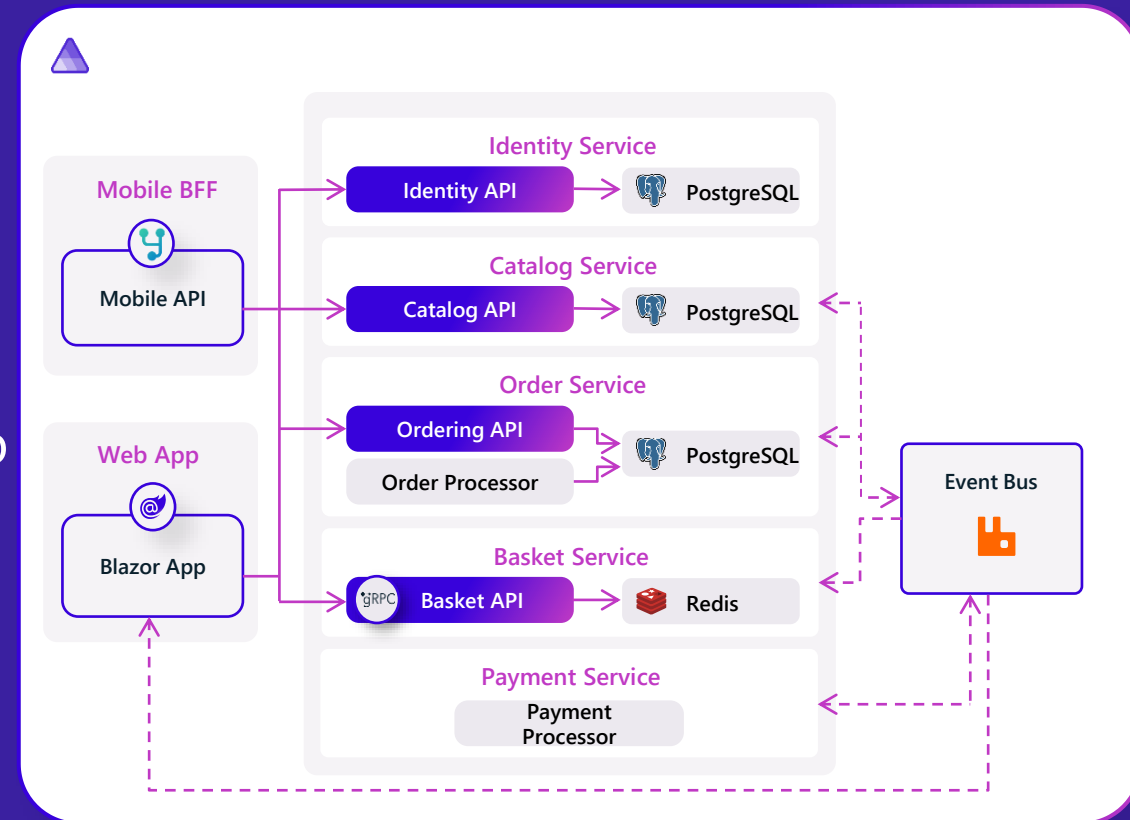 Identity Service
Identity API
PostgreSQL
Mobile BFF
Mobile API
Catalog Service
Catalog API
PostgreSQL
Order Service
Ordering API
PostgreSQL
Order Processor
Web App
@
Blazor App
Event Bus
Basket Service
gRPC
Basket API
Redis
Payment Service
Payment
Processor